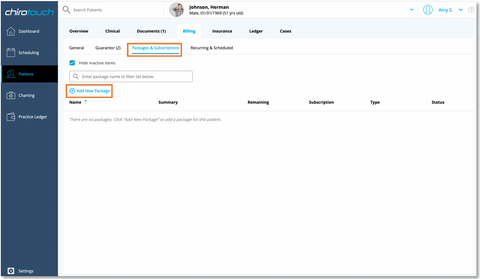 chirotouch
Search Patients
Johnson, Herman
Male, 01/01/1969 (51 yrs old)
Amy S.
Dashboard
Scheduling
Patients
Charting
Practice Ledger
Settings
Overview Clinical Documents (1) Billing Insurance Ledger Cases
General Guarantor (2) Packages & Subscriptions Recurring & Scheduled
Hide inactive items
Enter package name to filter list below.
Add New Package
Name Summary Remaining Subscription Type Status
There are no packages. Click "Add New Package" to add a package for this patient.